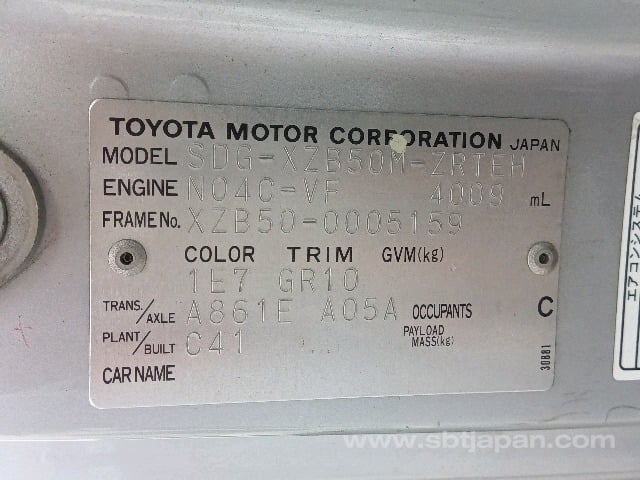 TOYOTA MOTOR CORPORATION JAPAN
MODEL SDG-XZB50M-ZRTEH
ENGINE N04C-VF 4009 mL
FRAME No. XZB50-0005159
COLOR TRIM GVM(kg)
1E7 GR10
TRANS./AXLE A861E A05A OCCUPANTS C
PLANT/BUILT C41 PAYLOAD MASS(kg)
CAR NAME
30B81
www.sbtjapan.com